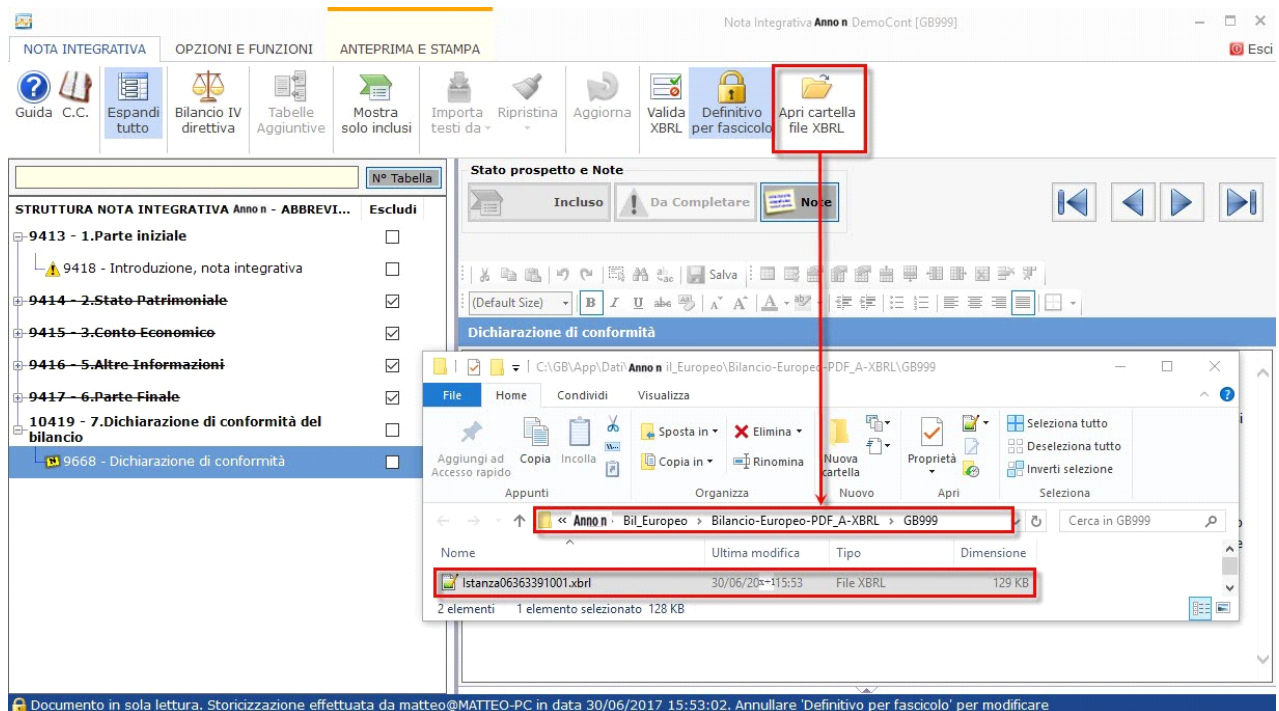 Nota Integrativa Anno n DemoCont [GB999]
NOTA INTEGRATIVA OPZIONI E FUNZIONI ANTEPRIMA E STAMPA Esci
Guida C.C. Espandi tutto Bilancio IV direttiva Tabelle Aggiuntive Mostra solo inclusi Importa testi da Ripristina Aggiorna Valida XBRL Definitivo per fascicolo Apri cartella file XBRL
N° Tabella
STRUTTURA NOTA INTEGRATIVA Anno n - ABBREVI... Escludi
9413 - 1.Parte iniziale
9418 - Introduzione, nota integrativa
9414 - 2.Stato Patrimoniale
9415 - 3.Conto Economico
9416 - 5.Altre Informazioni
9417 - 6.Parte Finale
10419 - 7.Dichiarazione di conformità del
bilancio
9668 - Dichiarazione di conformità
Stato prospetto e Note
Incluso Da Completare Note
Salva
(Default Size) B I U abc A A A
Dichiarazione di conformità
C:\GB\App\Dati\Anno n il_Europeo\Bilancio-Europeo-PDF_A-XBRL\GB999
File Home Condividi Visualizza
Aggiungi ad Accesso rapido Copia Incolla Sposta in Copia in Elimina Rinomina Nuova cartella Proprietà Seleziona tutto
Deseleziona tutto
Inverti selezione
Appunti Organizza Nuovo Apri Seleziona
« Anno n Bil_Europeo > Bilancio-Europeo-PDF_A-XBRL > GB999 Cerca in GB999
Nome Ultima modifica Tipo Dimensione
Istanza06363391001.xbrl 30/06/20x-115:53 File XBRL 129 KB
2 elementi 1 elemento selezionato 128 KB
Documento in sola lettura. Storicizzazione effettuata da matteo@MATTEO-PC in data 30/06/2017 15:53:02. Annullare 'Definitivo per fascicolo' per modificare